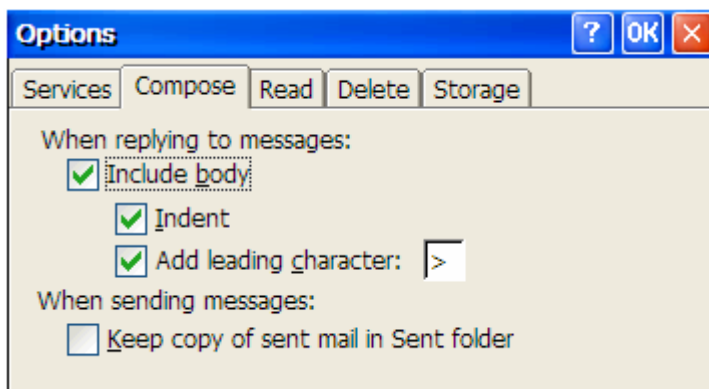 Options ? OK ×
Services Compose Read Delete Storage
When replying to messages:
Include body
Indent
Add leading character: >
When sending messages:
Keep copy of sent mail in Sent folder